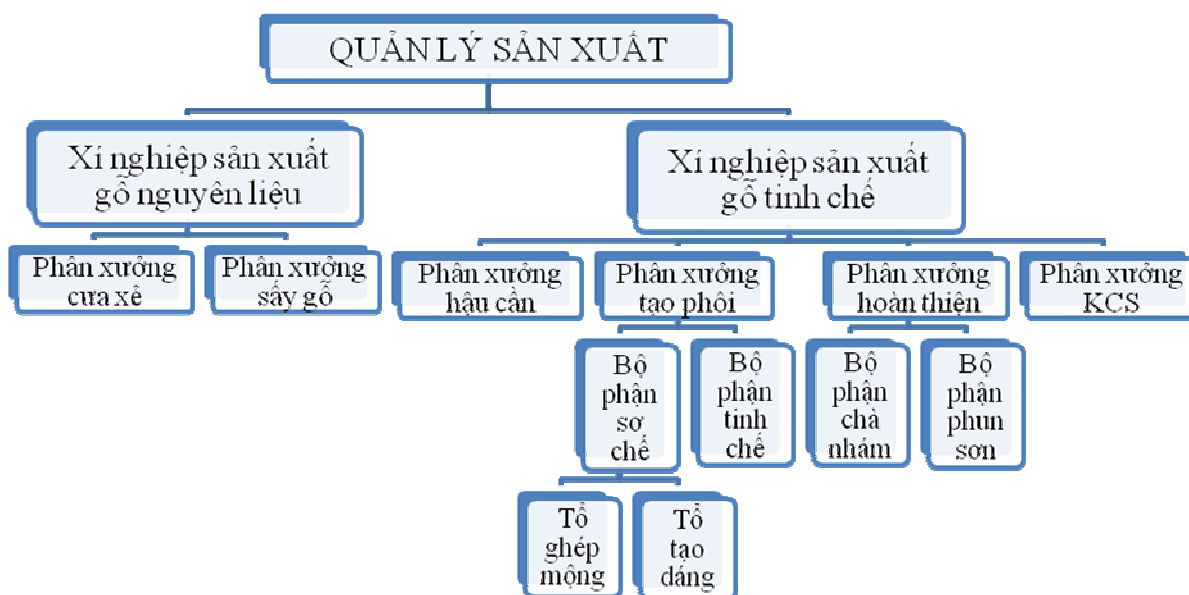 QUẢN LÝ SẢN XUẤT
Xí nghiệp sản xuất
gỗ nguyên liệu
Xí nghiệp sản xuất
gỗ tinh chế
Phân xưởng
cưa xẻ
Phân xưởng
sấy gỗ
Phân xưởng
hậu cần
Phân xưởng
tạo phôi
Phân xưởng
hoàn thiện
Phân xưởng
KCS
Bộ
phận
sơ
chế
Bộ
phận
tinh
chế
Bộ
phận
chà
nhám
Bộ
phận
phun
sơn
Tổ
ghép
mộng
Tổ
tạo
dáng